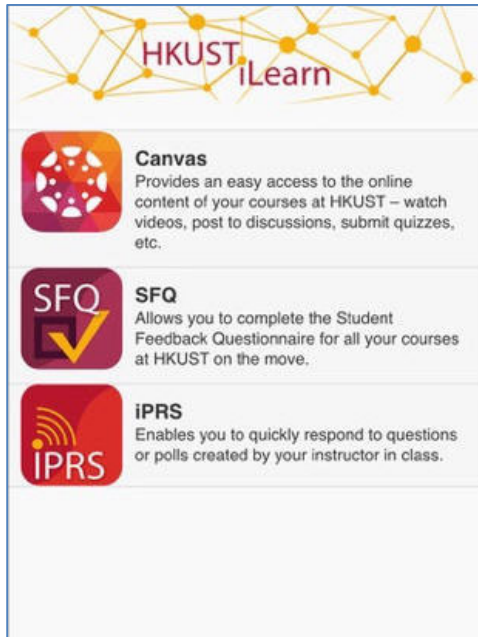 HKUST
iLearn
Canvas
Provides an easy access to the online
content of your courses at HKUST – watch
videos, post to discussions, submit quizzes,
etc.
SFQ
SFQ
Allows you to complete the Student
Feedback Questionnaire for all your courses
at HKUST on the move.
iPRS
iPRS
Enables you to quickly respond to questions
or polls created by your instructor in class.